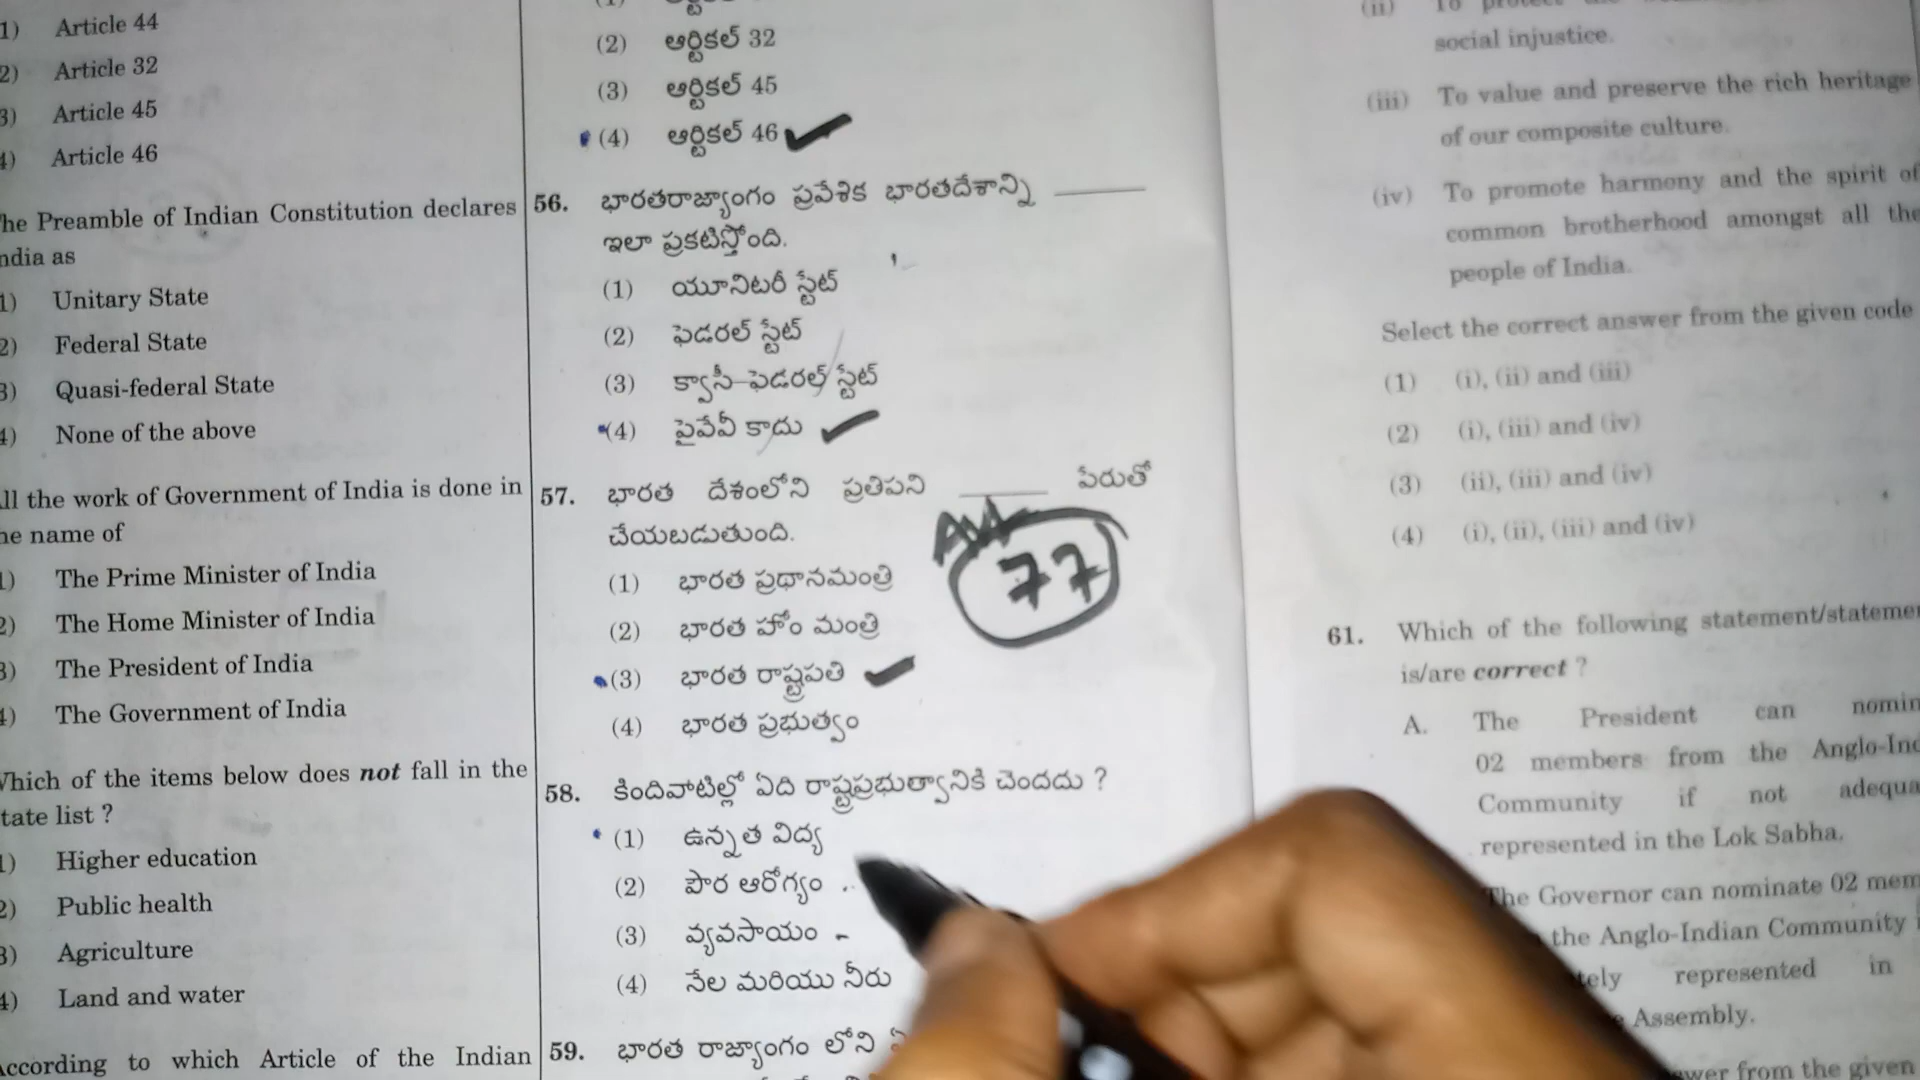 1) Article 44
2) Article 32
3) Article 45
4) Article 46
he Preamble of Indian Constitution declares
ndia as
1) Unitary State
2) Federal State
3) Quasi-federal State
4) None of the above
ll the work of Government of India is done in
he name of
1) The Prime Minister of India
2) The Home Minister of India
3) The President of India
4) The Government of India
Which of the items below does not fall in the
tate list ?
1) Higher education
2) Public health
3) Agriculture
4) Land and water
According to which Article of the Indian
(2) ఆర్టికల్ 32
(3) ఆర్టికల్ 45
(4) ఆర్టికల్ 46
56. భారతరాజ్యాంగం ప్రవేశిక భారతదేశాన్ని ______
ఇలా ప్రకటిస్తోంది.
(1) యూనిటరీ స్టేట్
(2) ఫెడరల్ స్టేట్
(3) క్వాసీ-ఫెడరల్ స్టేట్
(4) పైవేవీ కాదు
57. భారత దేశంలోని ప్రతిపని ______ పేరుతో
చేయబడుతుంది.
(1) భారత ప్రధానమంత్రి
(2) భారత హోం మంత్రి
(3) భారత రాష్ట్రపతి
(4) భారత ప్రభుత్వం
77
58. కిందివాటిల్లో ఏది రాష్ట్రప్రభుత్వానికి చెందదు ?
(1) ఉన్నత విద్య
(2) పౌర ఆరోగ్యం
(3) వ్యవసాయం
(4) నేల మరియు నీరు
59. భారత రాజ్యాంగం లోని
(ii) To protect
social injustice.
(iii) To value and preserve the rich heritage
of our composite culture.
(iv) To promote harmony and the spirit of
common brotherhood amongst all the
people of India.
Select the correct answer from the given code
(1) (i), (ii) and (iii)
(2) (i), (iii) and (iv)
(3) (ii), (iii) and (iv)
(4) (i), (ii), (iii) and (iv)
61. Which of the following statement/stateme
is/are correct ?
A. The President can nomin
02 members from the Anglo-Ind
Community if not adequa
represented in the Lok Sabha.
The Governor can nominate 02 mem
the Anglo-Indian Community
tely represented in
Assembly.
wer from the given